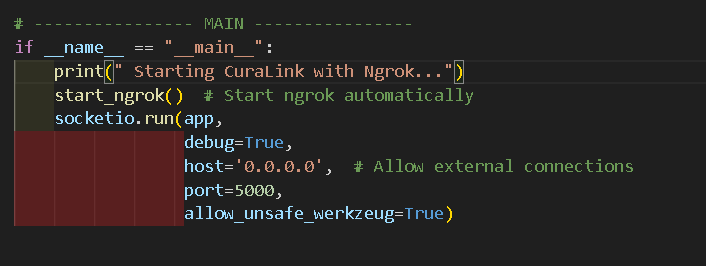 # ---------------- MAIN ----------------
if __name__ == "__main__":
    print(" Starting CuraLink with Ngrok...")
    start_ngrok()  # Start ngrok automatically
    socketio.run(app,
                 debug=True,
                 host='0.0.0.0',  # Allow external connections
                 port=5000,
                 allow_unsafe_werkzeug=True)